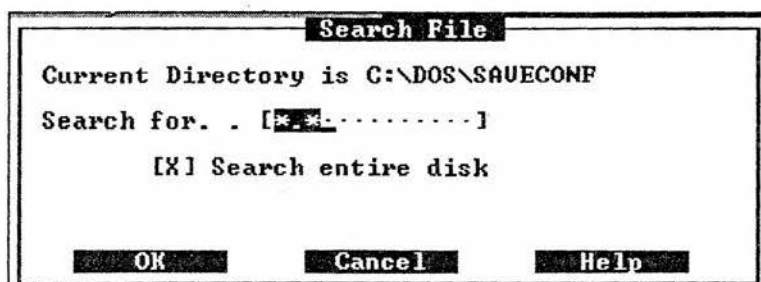 Search File
Current Directory is C:\DOS\SAVECONF
Search for. . [*.*_..........]
[X] Search entire disk
OK Cancel Help